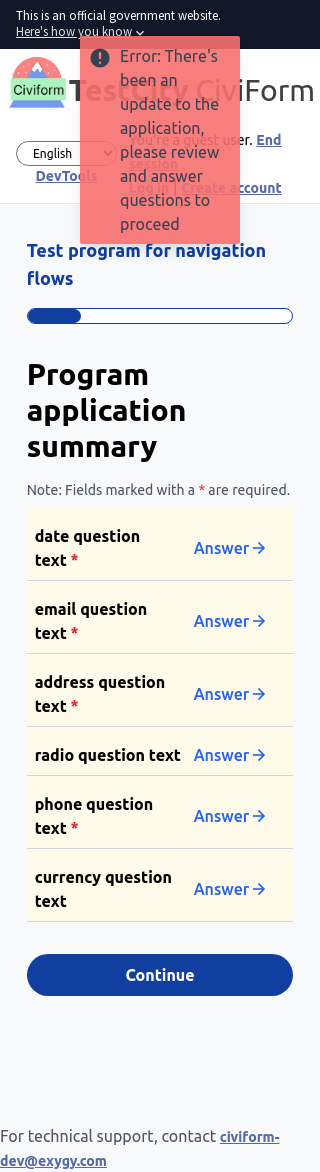 This is an official government website.
Here's how you know
Error: There's
been an
update to the
application,
please review
and answer
questions to
proceed
Civiform
TestCity CiviForm
English
You're a guest user. End
session
DevTools
Log in | Create account
Test program for navigation
flows
Program
application
summary
Note: Fields marked with a * are required.
date question
text *
Answer
email question
text *
Answer
address question
text *
Answer
radio question text
Answer
phone question
text *
Answer
currency question
text
Answer
Continue
For technical support, contact civiform-
dev@exygy.com